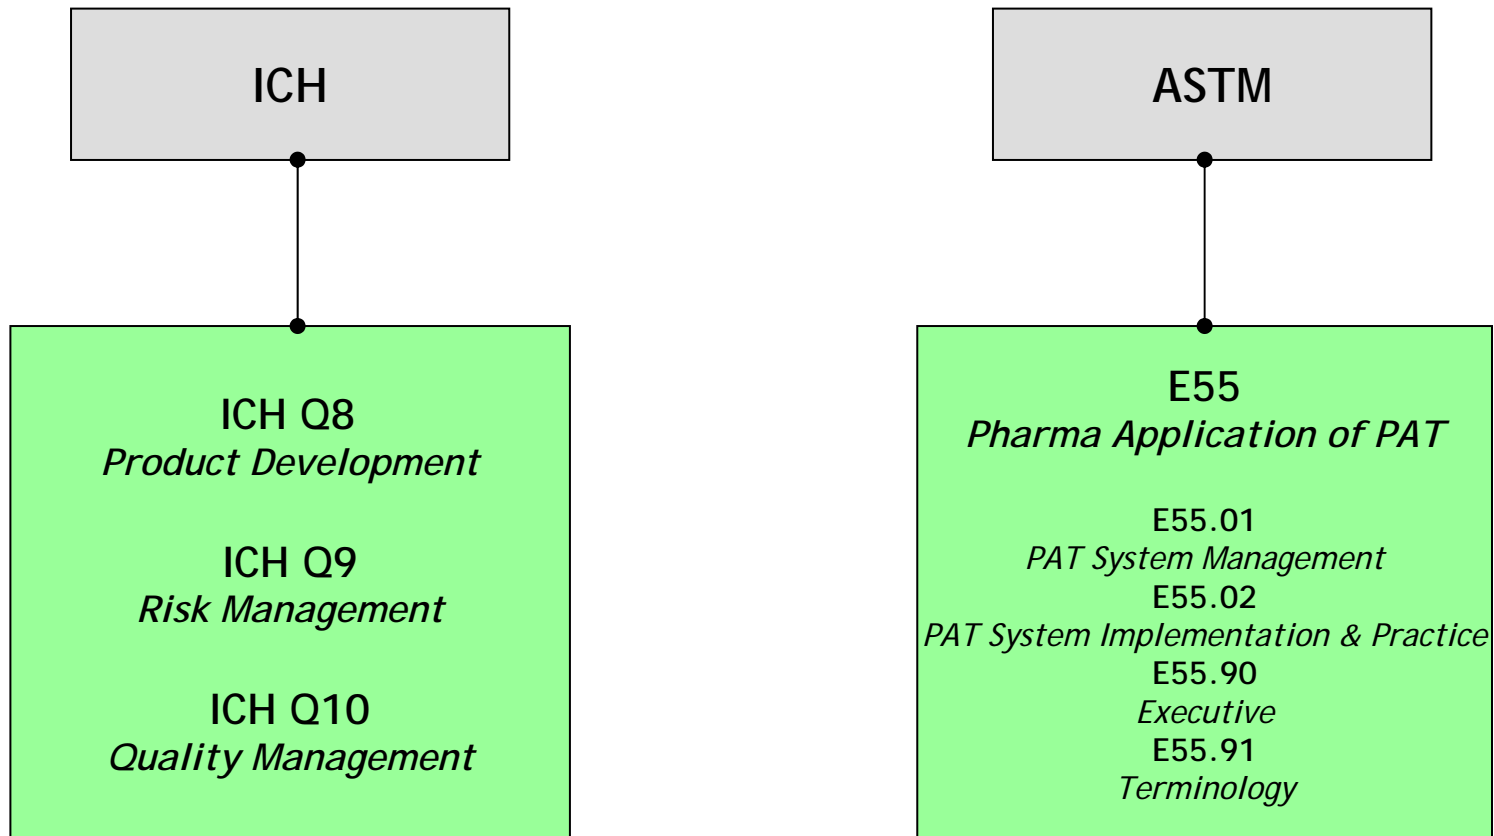 ICH
ICH Q8
Product Development
ICH Q9
Risk Management
ICH Q10
Quality Management
ASTM
E55
Pharma Application of PAT
E55.01
PAT System Management
E55.02
PAT System Implementation & Practice
E55.90
Executive
E55.91
Terminology